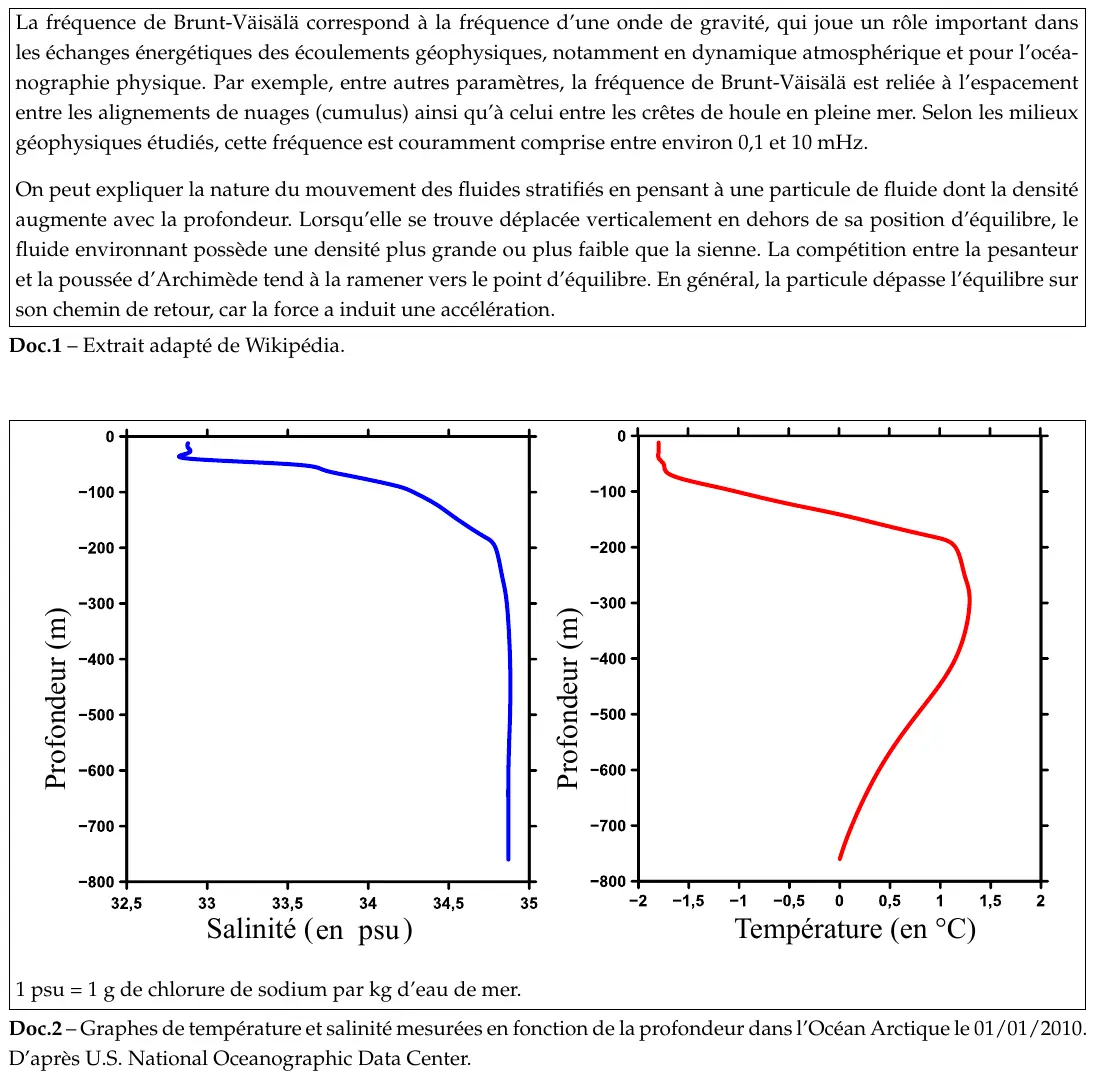 La fréquence de Brunt-Väisälä correspond à la fréquence d’une onde de gravité, qui joue un rôle important dans
les échanges énergétiques des écoulements géophysiques, notamment en dynamique atmosphérique et pour l’océa-
nographie physique. Par exemple, entre autres paramètres, la fréquence de Brunt-Väisälä est reliée à l’espacement
entre les alignements de nuages (cumulus) ainsi qu’à celui entre les crêtes de houle en pleine mer. Selon les milieux
géophysiques étudiés, cette fréquence est couramment comprise entre environ 0,1 et 10 mHz.
On peut expliquer la nature du mouvement des fluides stratifiés en pensant à une particule de fluide dont la densité
augmente avec la profondeur. Lorsqu’elle se trouve déplacée verticalement en dehors de sa position d’équilibre, le
fluide environnant possède une densité plus grande ou plus faible que la sienne. La compétition entre la pesanteur
et la poussée d’Archimède tend à la ramener vers le point d’équilibre. En général, la particule dépasse l’équilibre sur
son chemin de retour, car la force a induit une accélération.
Doc.1 – Extrait adapté de Wikipédia.
0
−100
−200
−300
−400
−500
−600
−700
−800
Profondeur (m)
32,5 33 33,5 34 34,5 35
Salinité (en psu)
0
−100
−200
−300
−400
−500
−600
−700
−800
Profondeur (m)
−2 −1,5 −1 −0,5 0 0,5 1 1,5 2
Température (en °C)
1 psu = 1 g de chlorure de sodium par kg d’eau de mer.
Doc.2 – Graphes de température et salinité mesurées en fonction de la profondeur dans l’Océan Arctique le 01/01/2010.
D’après U.S. National Oceanographic Data Center.